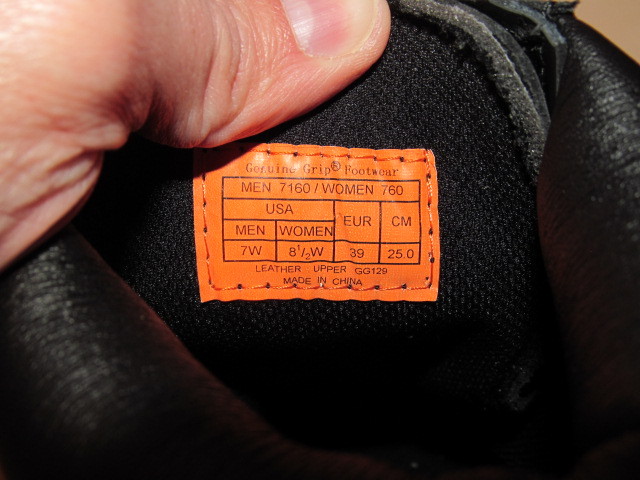 Genuine Grip® Footwear
MEN 7160 / WOMEN 760
USA EUR CM
MEN WOMEN
7W 8½W 39 25.0
LEATHER UPPER GG129
MADE IN CHINA